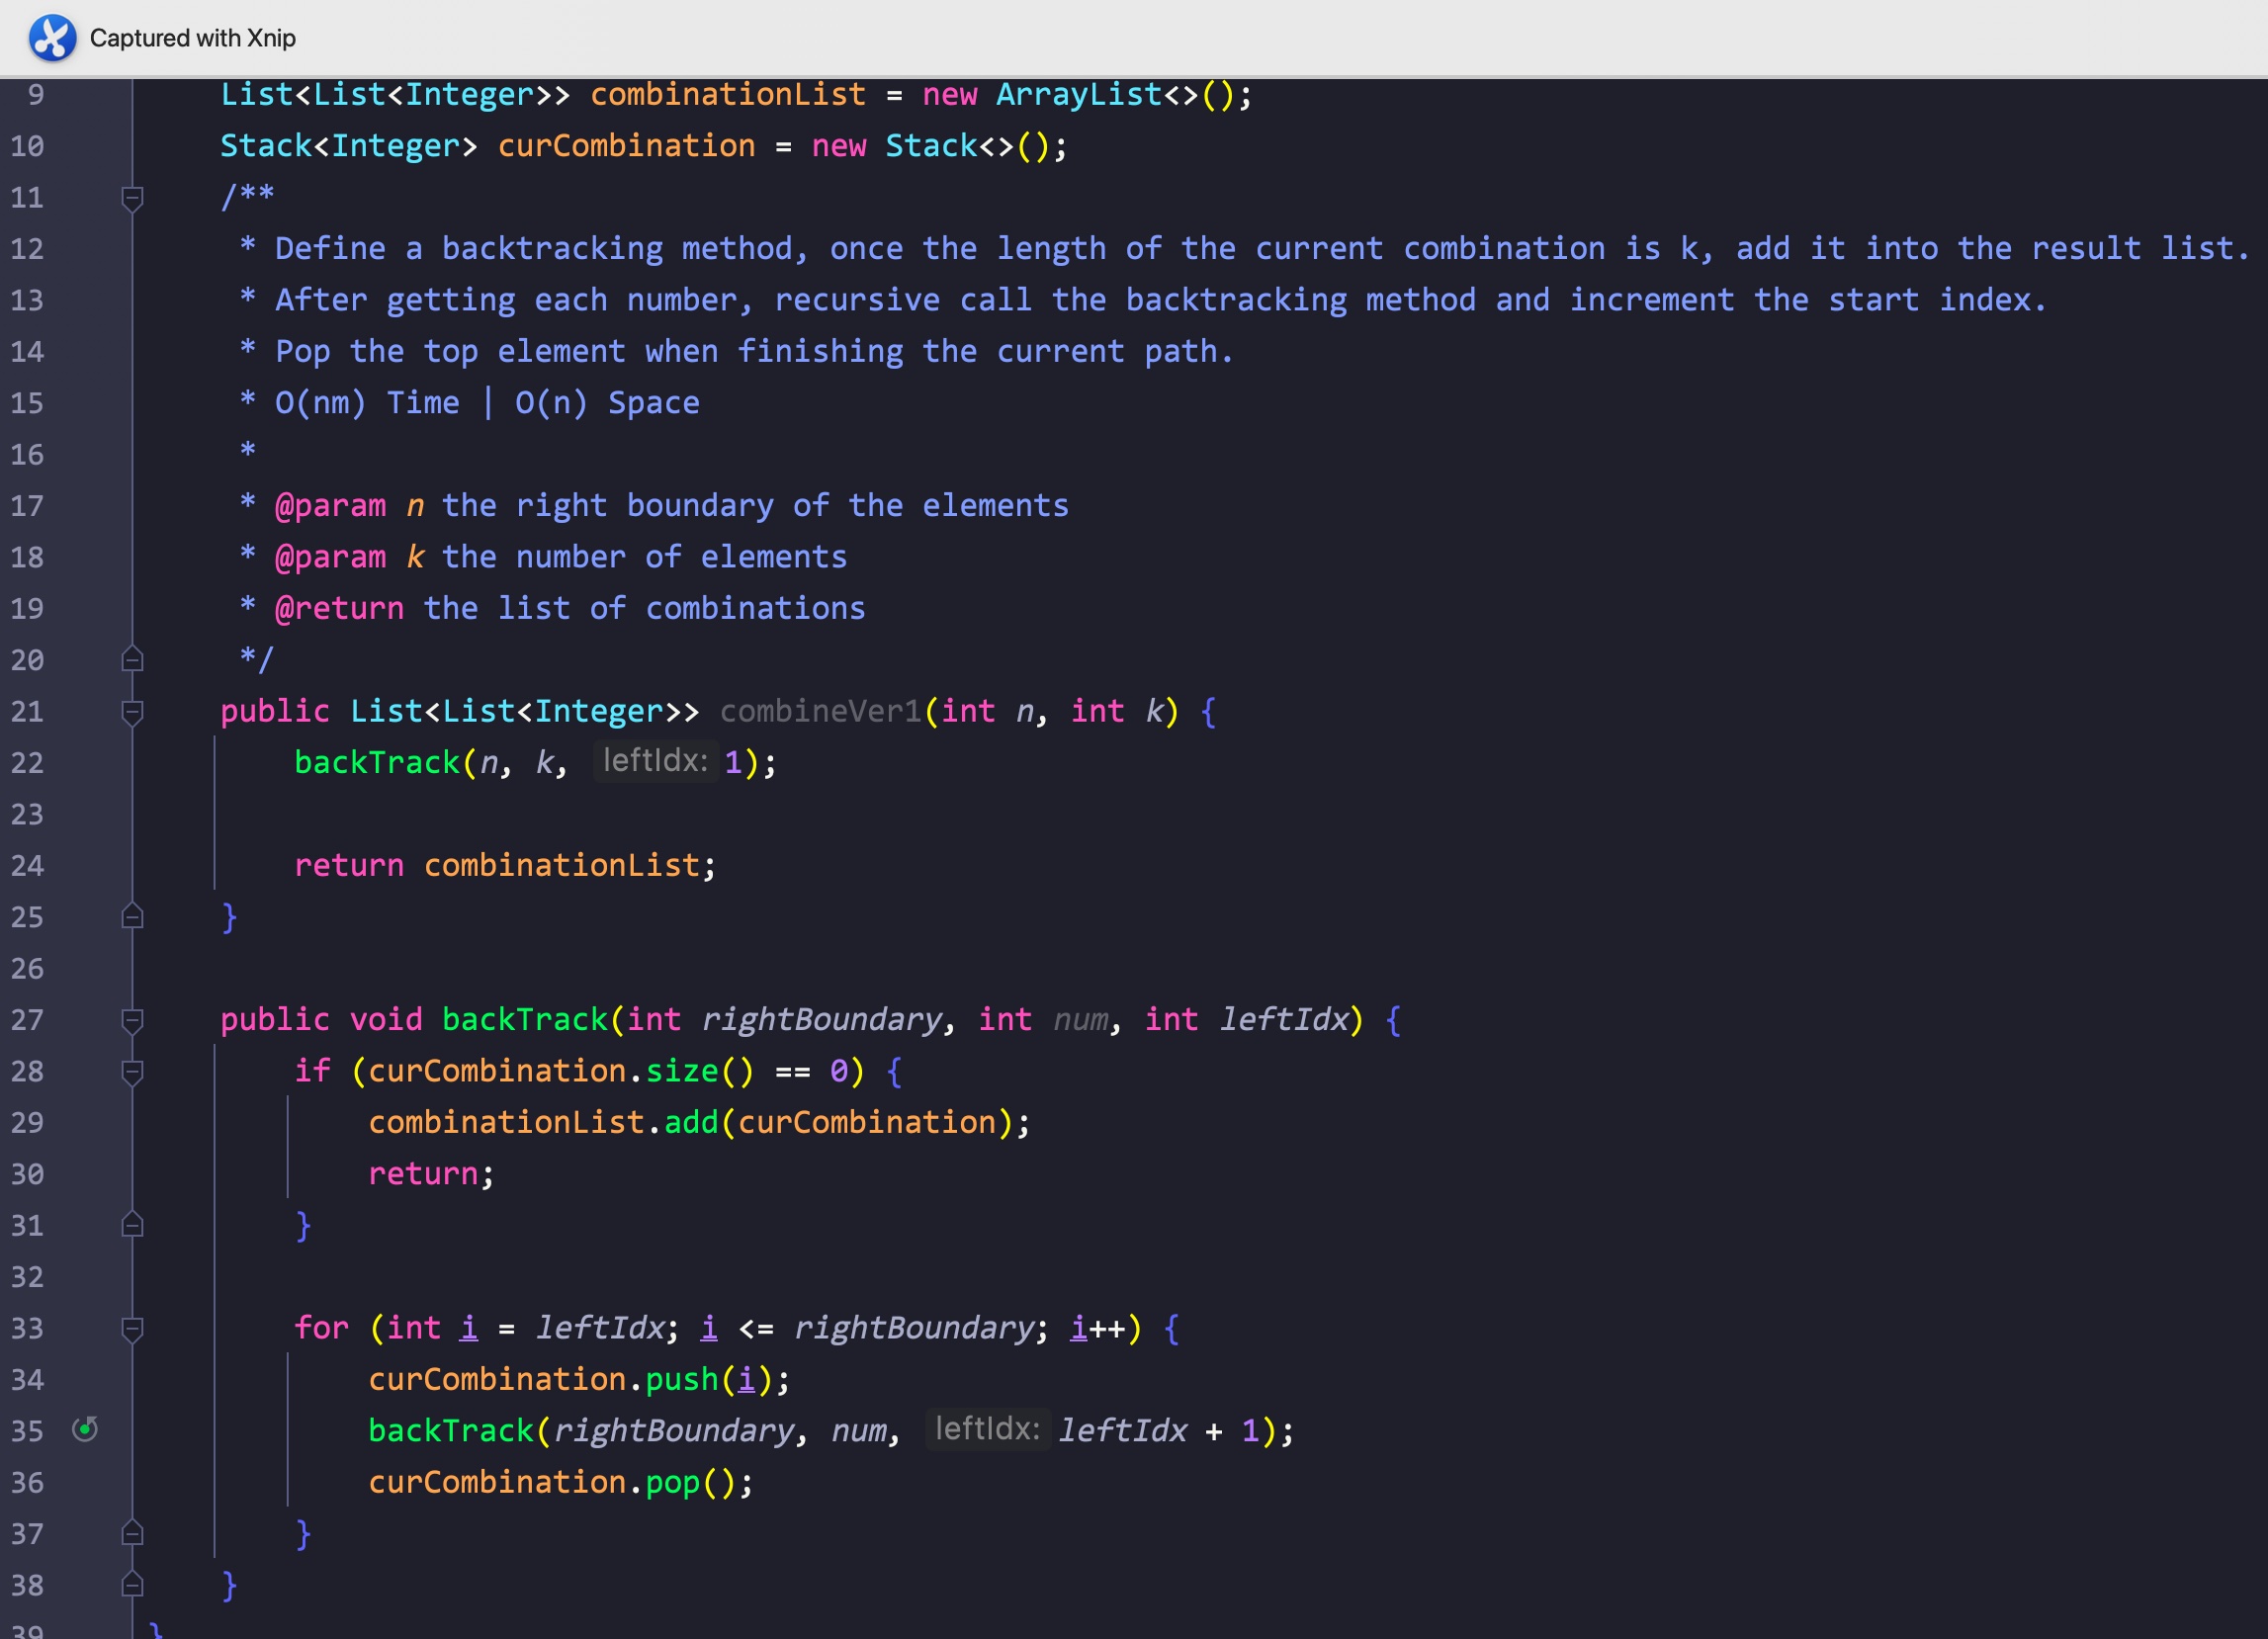 Captured with Xnip
9 List<List<Integer>> combinationList = new ArrayList<>();
10 Stack<Integer> curCombination = new Stack<>();
11 /**
12 * Define a backtracking method, once the length of the current combination is k, add it into the result list.
13 * After getting each number, recursive call the backtracking method and increment the start index.
14 * Pop the top element when finishing the current path.
15 * O(nm) Time | O(n) Space
16 *
17 * @param n the right boundary of the elements
18 * @param k the number of elements
19 * @return the list of combinations
20 */
21 public List<List<Integer>> combineVer1(int n, int k) {
22 backTrack(n, k, leftIdx: 1);
23
24 return combinationList;
25 }
26
27 public void backTrack(int rightBoundary, int num, int leftIdx) {
28 if (curCombination.size() == 0) {
29 combinationList.add(curCombination);
30 return;
31 }
32
33 for (int i = leftIdx; i <= rightBoundary; i++) {
34 curCombination.push(i);
35 backTrack(rightBoundary, num, leftIdx: leftIdx + 1);
36 curCombination.pop();
37 }
38 }
39 }